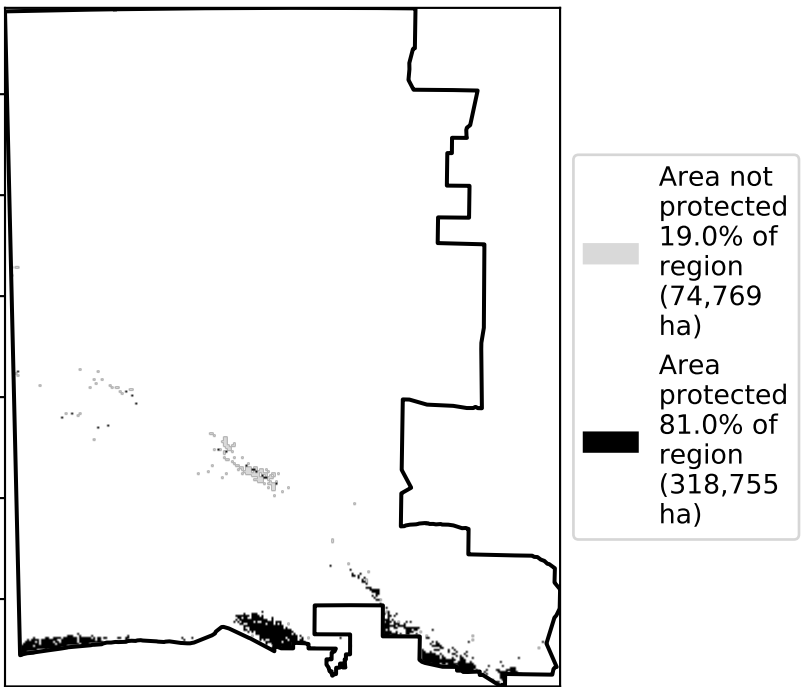 Area not
protected
19.0% of
region
(74,769
ha)
Area
protected
81.0% of
region
(318,755
ha)